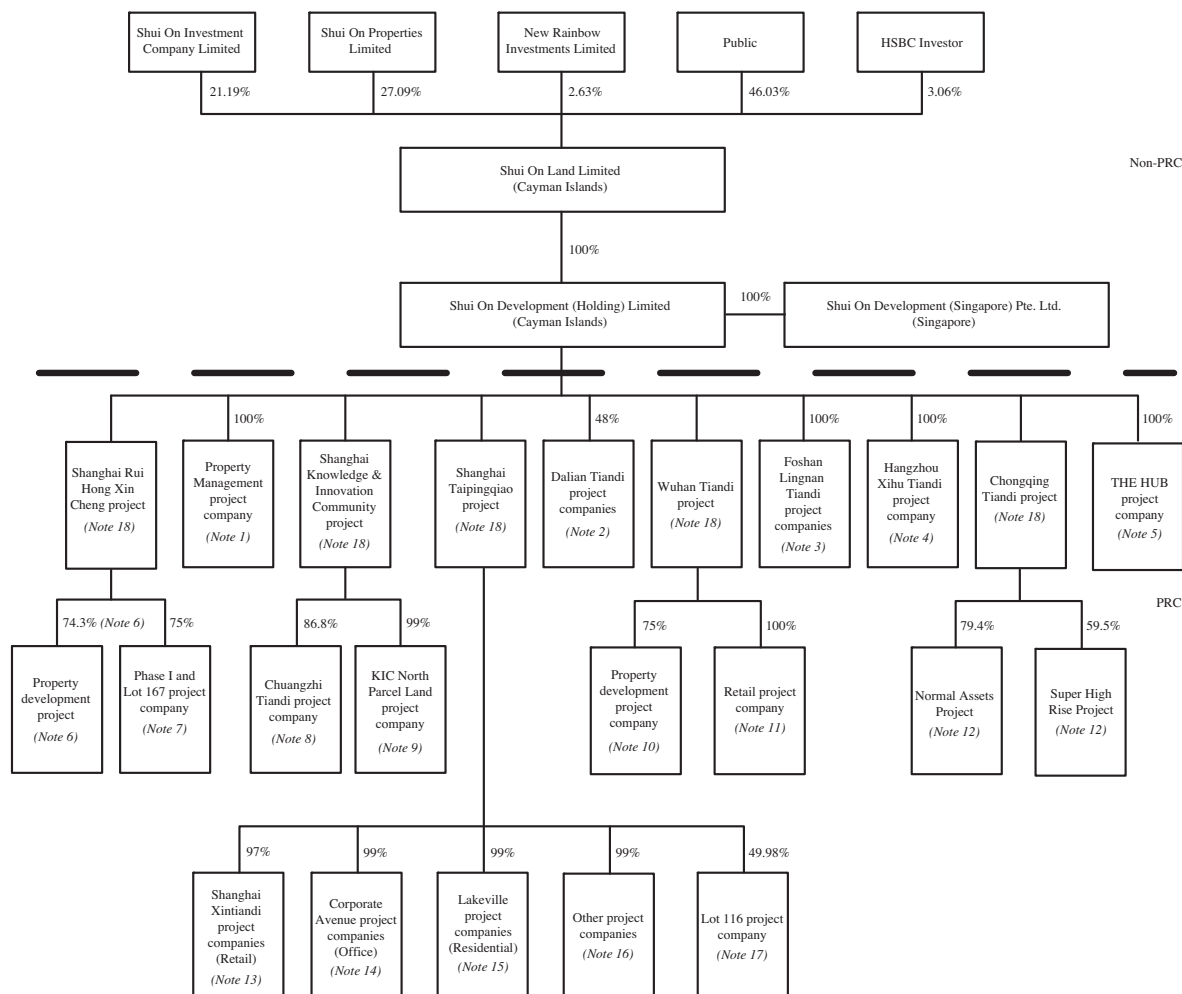 Shui On Investment
Company Limited
Shui On Properties
Limited
New Rainbow
Investments Limited
Public
HSBC Investor
21.19%
27.09%
2.63%
46.03%
3.06%
Shui On Land Limited
(Cayman Islands)
Non-PRC
100%
Shui On Development (Holding) Limited
(Cayman Islands)
100%
Shui On Development (Singapore) Pte. Ltd.
(Singapore)
100%
48%
100%
100%
100%
Shanghai Rui
Hong Xin
Cheng project
(Note 18)
Property
Management
project
company
(Note 1)
Shanghai
Knowledge &
Innovation
Community
project
(Note 18)
Shanghai
Taipingqiao
project
(Note 18)
Dalian Tiandi
project
companies
(Note 2)
Wuhan Tiandi
project
(Note 18)
Foshan
Lingnan
Tiandi
project
companies
(Note 3)
Hangzhou
Xihu Tiandi
project
company
(Note 4)
Chongqing
Tiandi project
(Note 18)
THE HUB
project
company
(Note 5)
PRC
74.3% (Note 6)
75%
86.8%
99%
75%
100%
79.4%
59.5%
Property
development
project
(Note 6)
Phase I and
Lot 167 project
company
(Note 7)
Chuangzhi
Tiandi project
company
(Note 8)
KIC North
Parcel Land
project
company
(Note 9)
Property
development
project
company
(Note 10)
Retail project
company
(Note 11)
Normal Assets
Project
(Note 12)
Super High
Rise Project
(Note 12)
97%
99%
99%
99%
49.98%
Shanghai
Xintiandi
project
companies
(Retail)
(Note 13)
Corporate
Avenue project
companies
(Office)
(Note 14)
Lakeville
project
companies
(Residential)
(Note 15)
Other project
companies
(Note 16)
Lot 116 project
company
(Note 17)